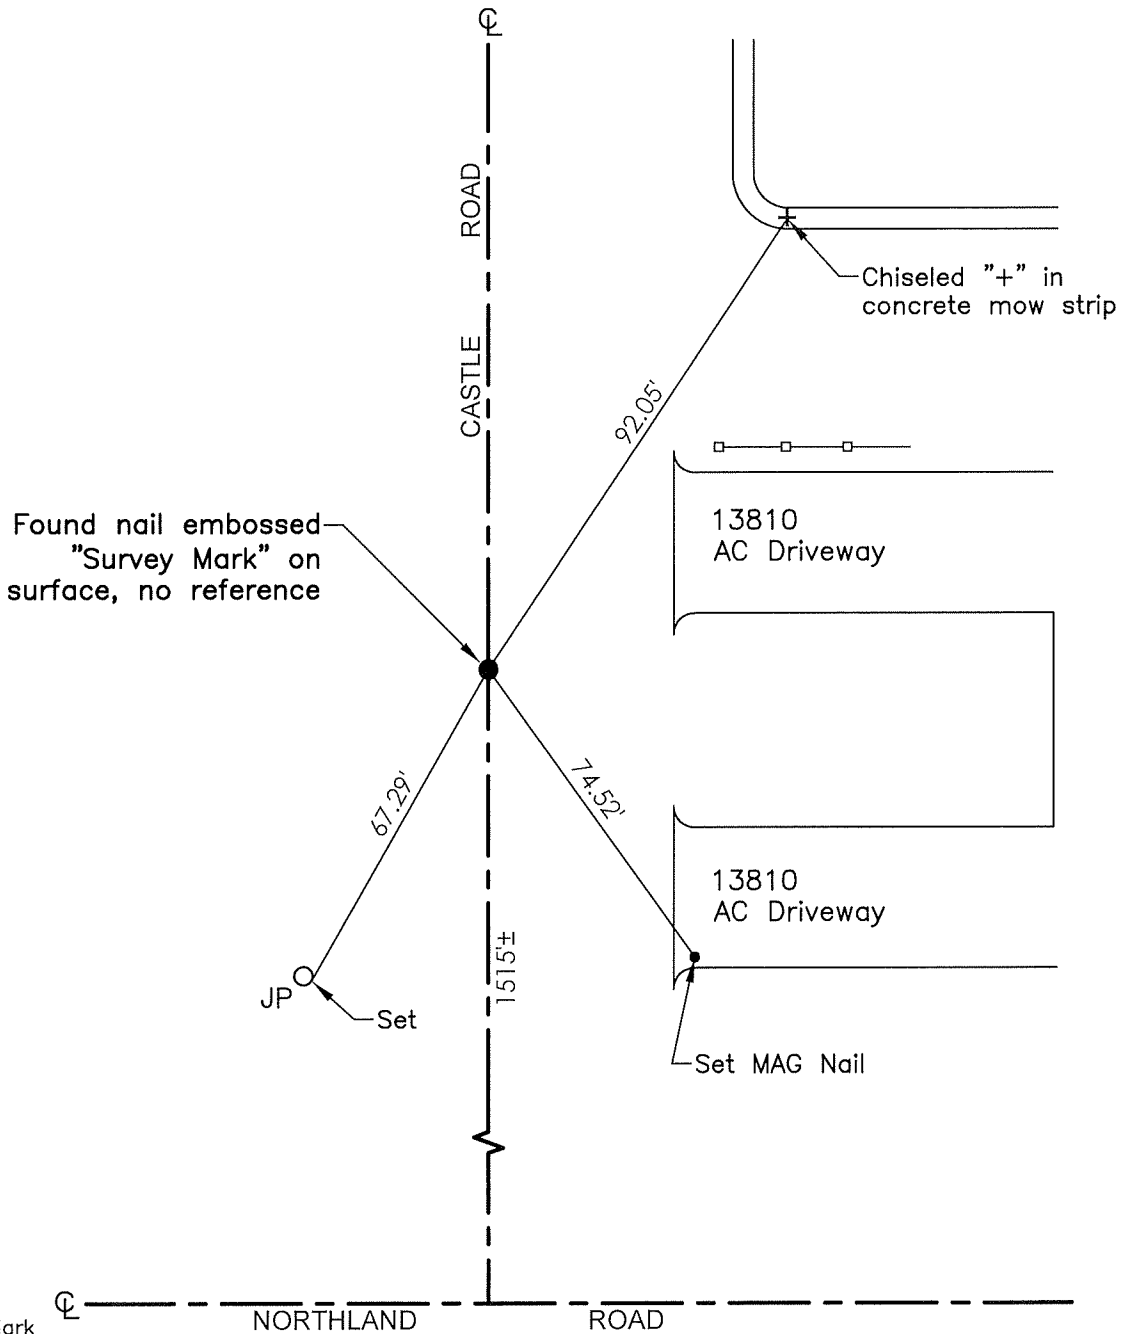 ℄
CASTLE ROAD
Chiseled "+" in
concrete mow strip
92.05'
Found nail embossed
"Survey Mark" on
surface, no reference
13810
AC Driveway
67.29'
74.52'
13810
AC Driveway
1515'±
JP
Set
Set MAG Nail
℄
NORTHLAND ROAD